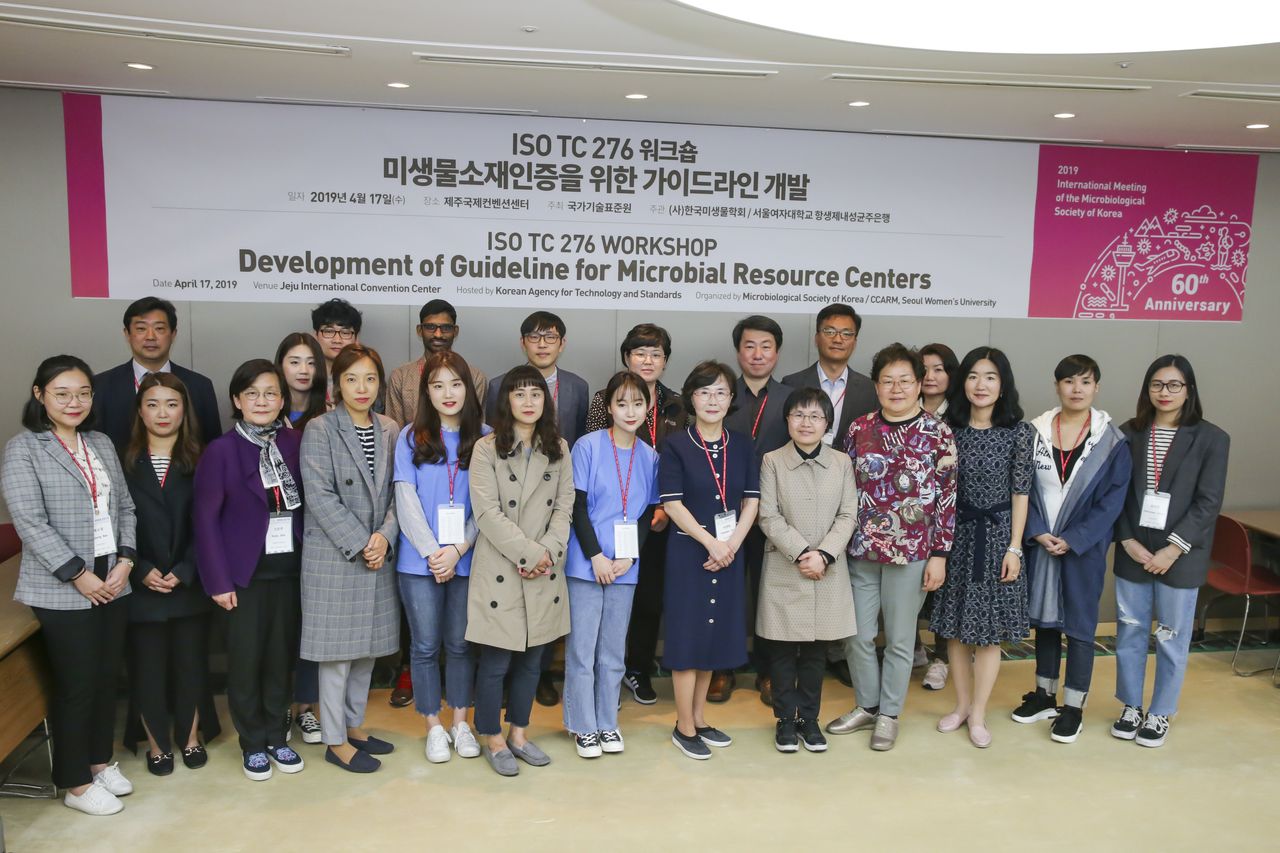 ISO TC 276 워크숍
미생물소재인증을 위한 가이드라인 개발
일자 2019년 4월 17일(수) 장소 제주국제컨벤션센터 주최 국가기술표준원 주관 (사)한국미생물학회 / 서울여자대학교 항생제내성균주은행
ISO TC 276 WORKSHOP
Development of Guideline for Microbial Resource Centers
Date April 17, 2019 Venue Jeju International Convention Center Hosted by Korean Agency for Technology and Standards Organized by Microbiological Society of Korea / CCARM, Seoul Women's University
2019
International Meeting
of the Microbiological
Society of Korea
60th
Anniversary
New